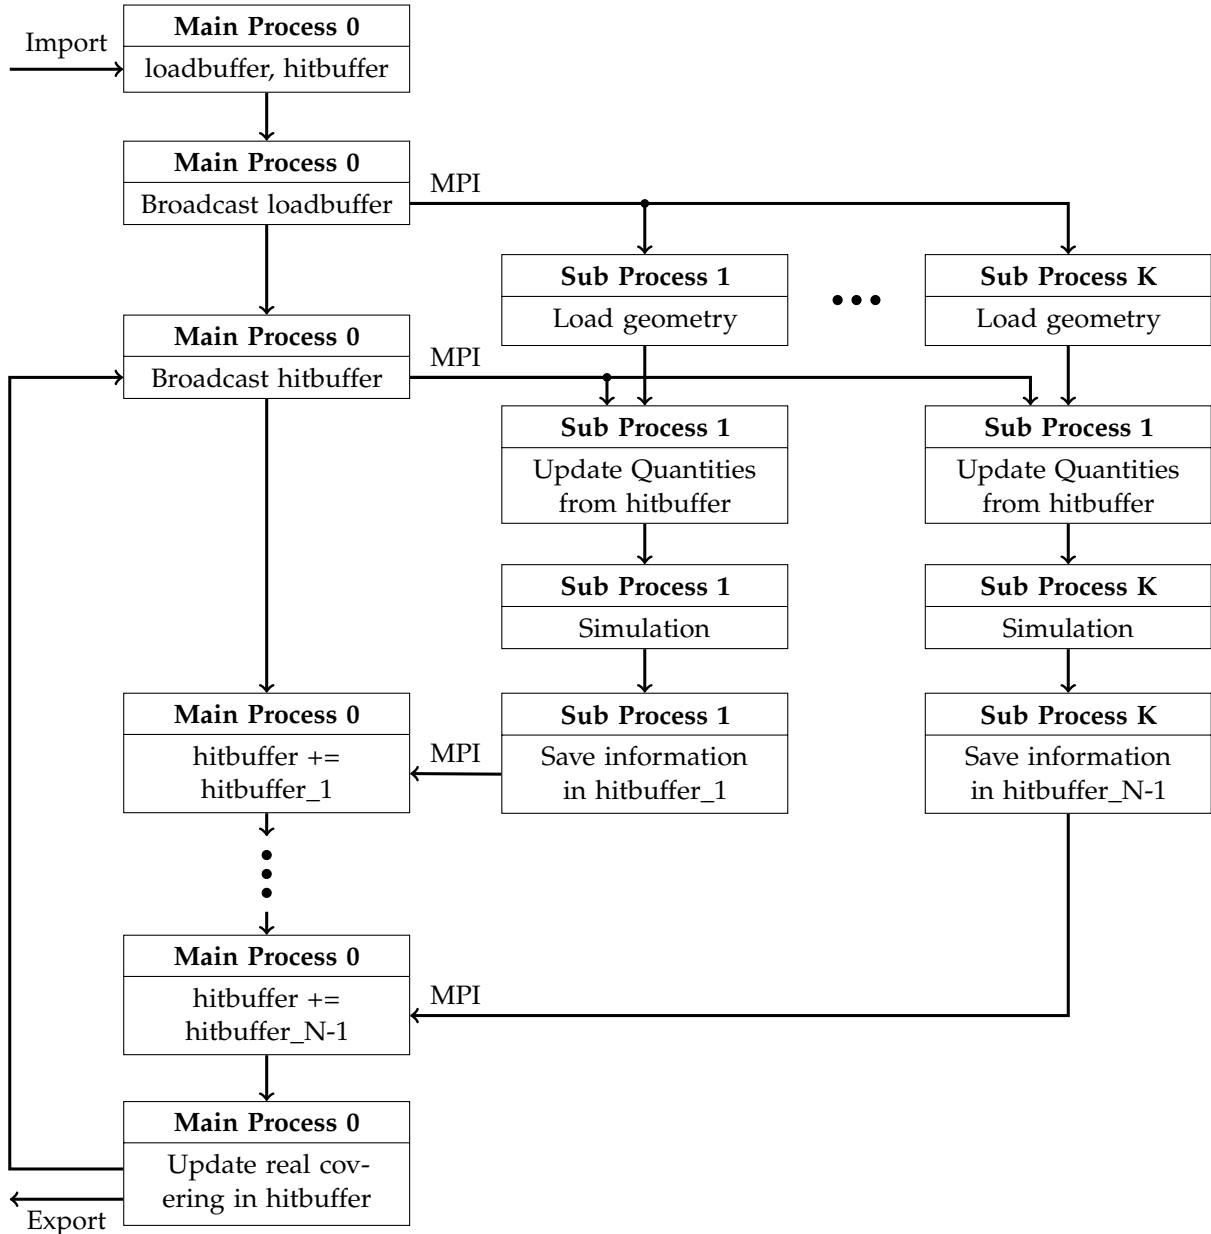 Main Process 0
Import
loadbuffer, hitbuffer
Main Process 0
Broadcast loadbuffer
MPI
Sub Process 1
Load geometry
Sub Process K
Load geometry
Main Process 0
Broadcast hitbuffer
MPI
Sub Process 1
Update Quantities
from hitbuffer
Sub Process 1
Update Quantities
from hitbuffer
Sub Process 1
Simulation
Sub Process K
Simulation
Main Process 0
hitbuffer +=
hitbuffer_1
MPI
Sub Process 1
Save information
in hitbuffer_1
Sub Process K
Save information
in hitbuffer_N-1
Main Process 0
hitbuffer +=
hitbuffer_N-1
MPI
Main Process 0
Update real cov-
ering in hitbuffer
Export